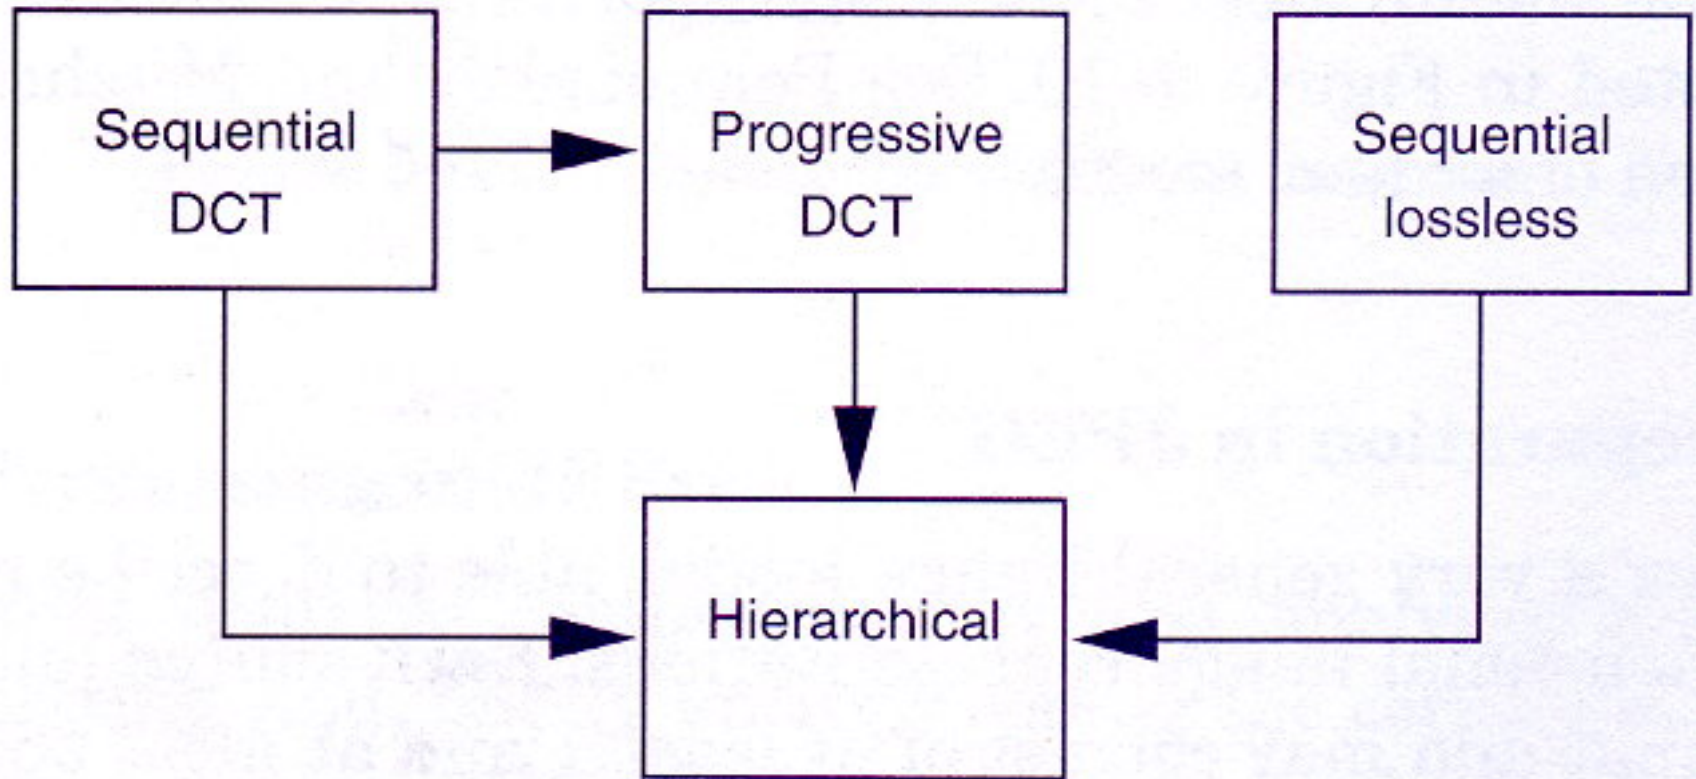 Sequential
DCT
Progressive
DCT
Sequential
lossless
Hierarchical